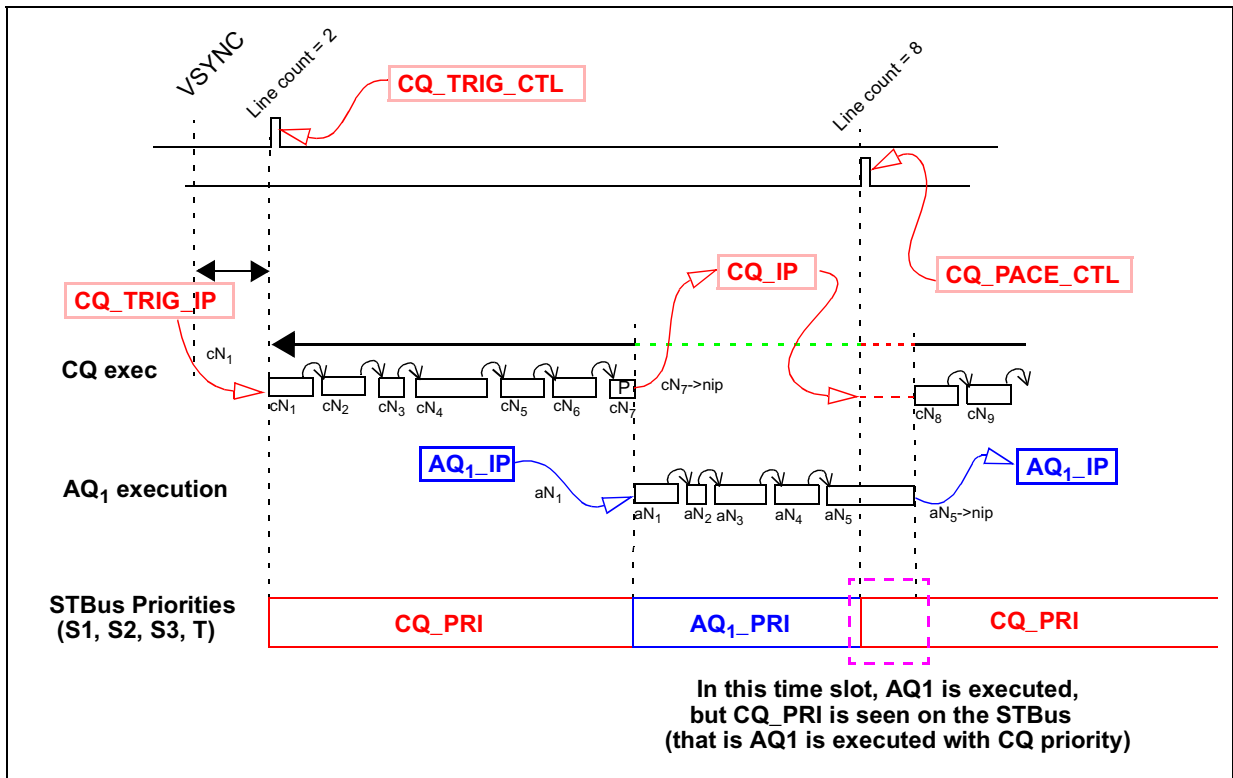 VSYNC
Line count = 2
Line count = 8
CQ_TRIG_CTL
CQ_IP
CQ_PACE_CTL
CQ_TRIG_IP
cN1
CQ exec
P
cN7->nip
cN1 cN2 cN3 cN4 cN5 cN6 cN7 cN8 cN9
AQ1_IP
AQ1_IP
AQ1 execution
aN1
aN1 aN2 aN3 aN4 aN5 aN5->nip
STBus Priorities
(S1, S2, S3, T)
CQ_PRI
AQ1_PRI
CQ_PRI
In this time slot, AQ1 is executed,
but CQ_PRI is seen on the STBus
(that is AQ1 is executed with CQ priority)